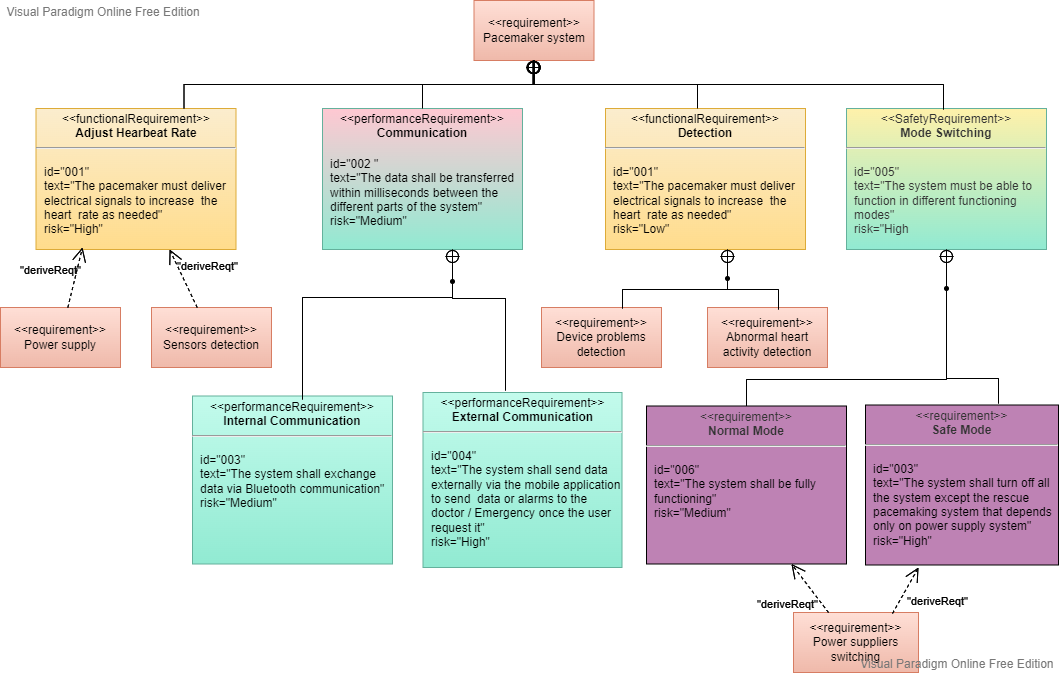 Visual Paradigm Online Free Edition
<<requirement>>
Pacemaker system
<<functionalRequirement>>
Adjust Hearbeat Rate
id="001"
text="The pacemaker must deliver
electrical signals to increase  the
heart  rate as needed"
risk="High"
<<performanceRequirement>>
Communication
id="002 "
text="The data shall be transferred
within milliseconds between the
different parts of the system"
risk="Medium"
<<functionalRequirement>>
Detection
id="001"
text="The pacemaker must deliver
electrical signals to increase  the
heart  rate as needed"
risk="Low"
<<SafetyRequirement>>
Mode Switching
id="005"
text="The system must be able to
function in different functioning
modes"
risk="High
"deriveReqt"
"deriveReqt"
<<requirement>>
Power supply
<<requirement>>
Sensors detection
<<requirement>>
Device problems
detection
<<requirement>>
Abnormal heart
activity detection
<<performanceRequirement>>
Internal Communication
id="003"
text="The system shall exchange
data via Bluetooth communication"
risk="Medium"
<<performanceRequirement>>
External Communication
id="004"
text="The system shall send data
externally via the mobile application
to send  data or alarms to the
doctor / Emergency once the user
request it"
risk="High"
<<requirement>>
Normal Mode
id="006"
text="The system shall be fully
functioning"
risk="Medium"
<<requirement>>
Safe Mode
id="003"
text="The system shall turn off all
the system except the rescue
pacemaking system that depends
only on power supply system"
risk="High"
"deriveReqt"
"deriveReqt"
<<requirement>>
Power suppliers
switching
Visual Paradigm Online Free Edition